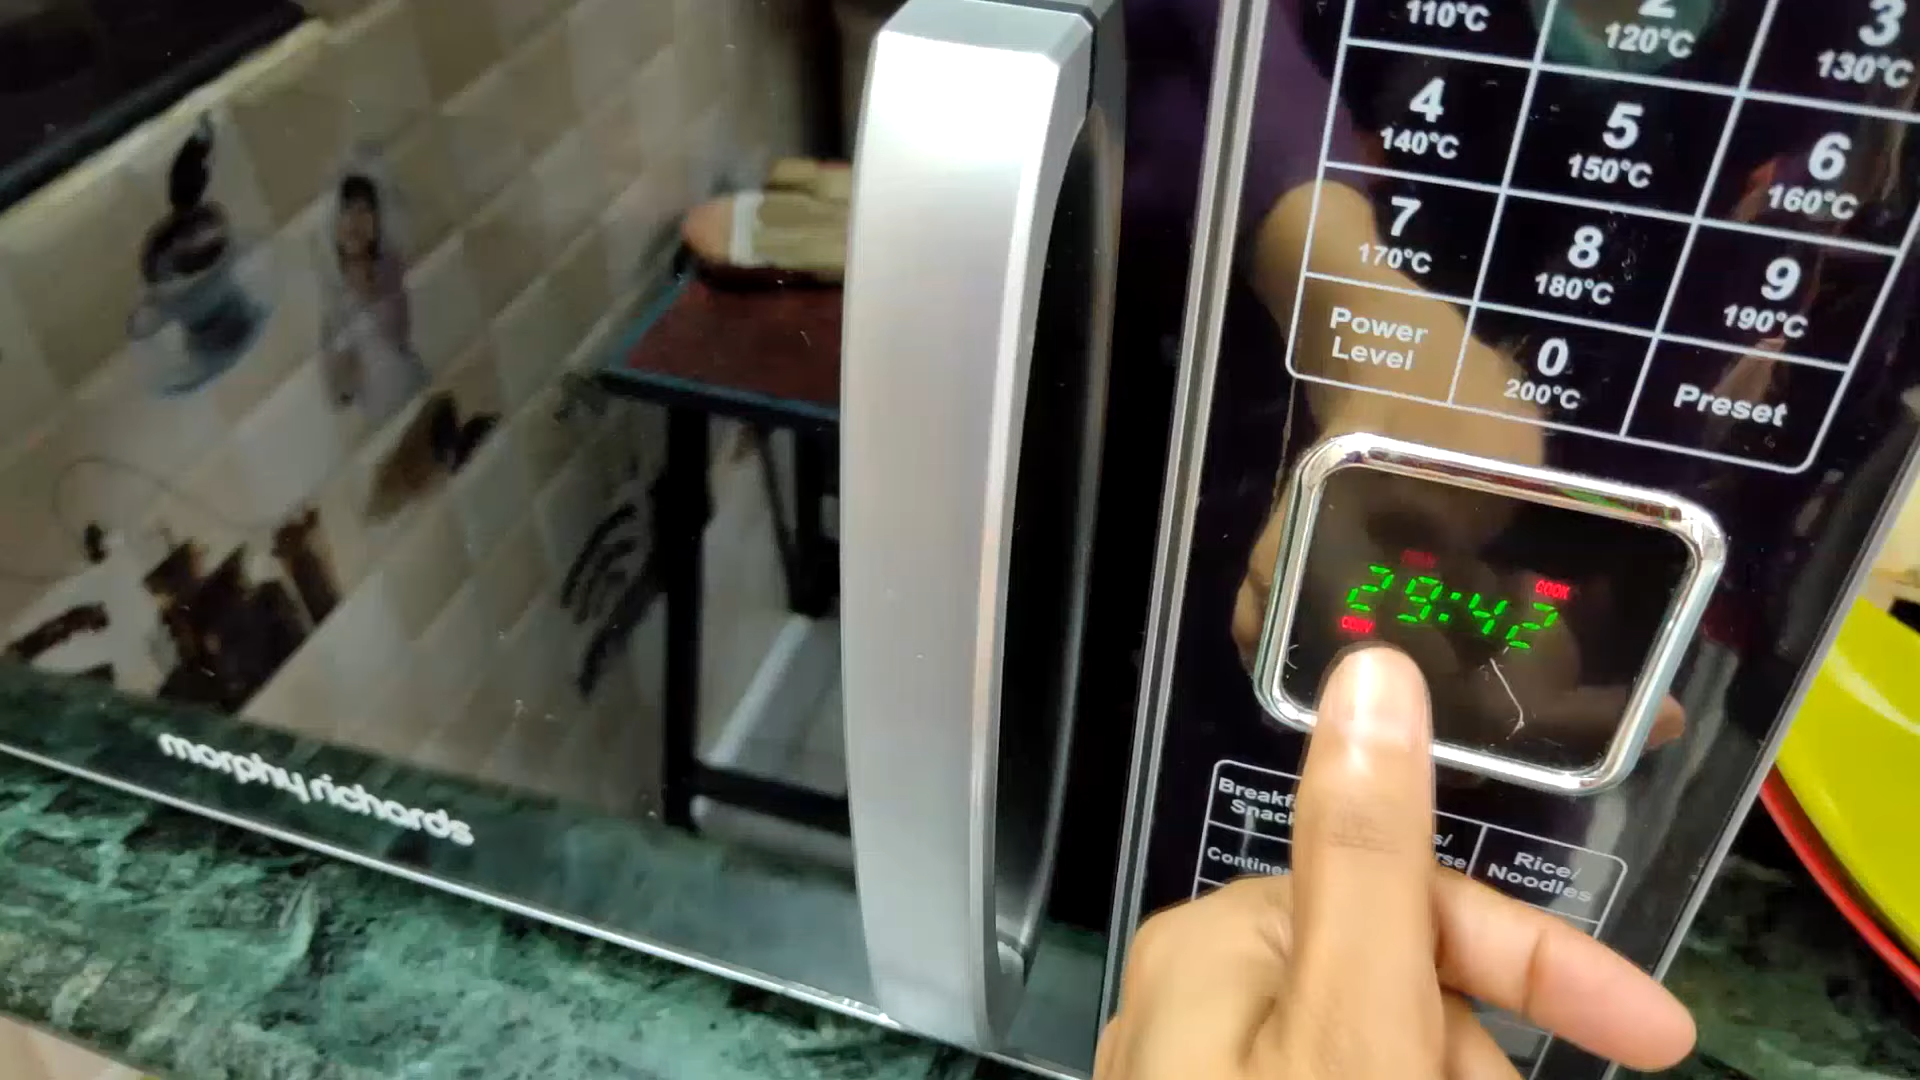 110°C
2
120°C
3
130°C
4
140°C
5
150°C
6
160°C
7
170°C
8
180°C
9
190°C
Power
Level
0
200°C
Preset
COOK
29:42
CONV
Rice/
Noodles
morphy richards